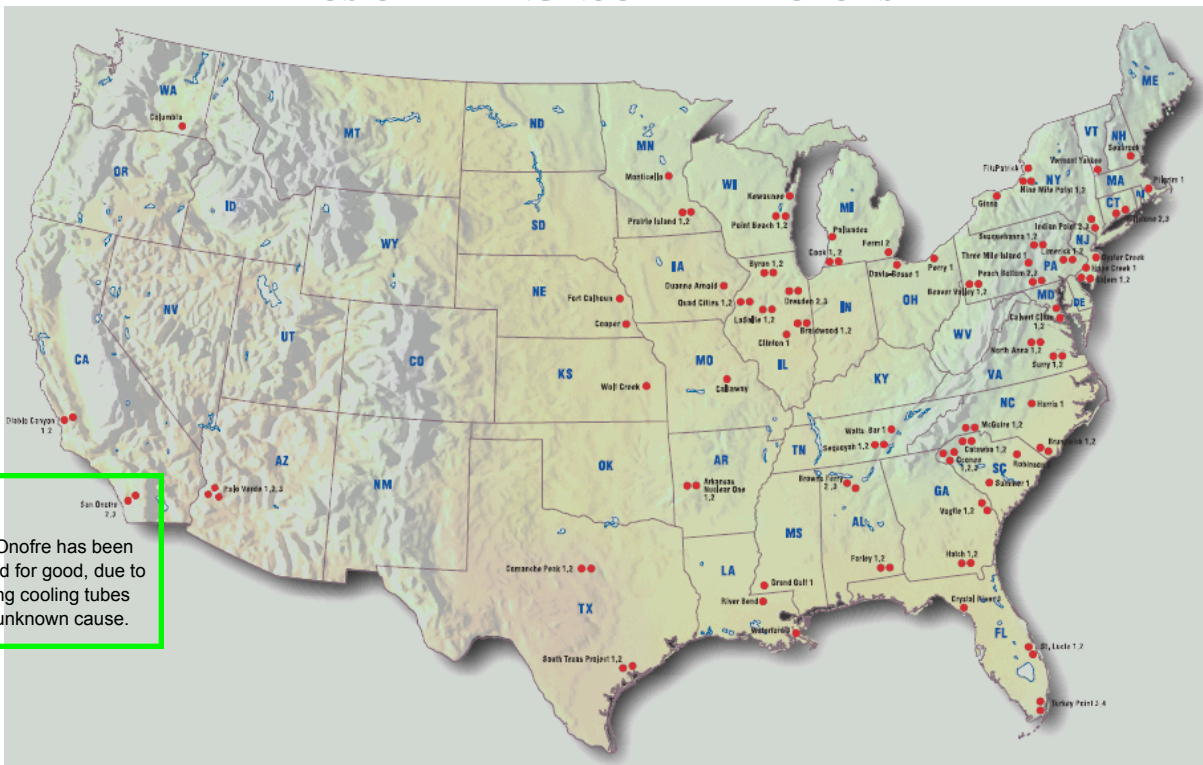 WA
Columbia
MT
ND
MN
Monticello
ME
VT
NH
Seabrook 1
FitzPatrick
Vermont Yankee
NY
MA
Pilgrim 1
Nine Mile Point 1,2
Ginna
CT
RI
Millstone 2,3
OR
ID
WY
SD
WI
Kewaunee
MI
Prairie Island 1,2
Point Beach 1,2
Palisades
Fermi 2
Cook 1, 2
Indian Point 2,3
Susquehanna 1,2
NJ
Three Mile Island 1
Limerick 1,2
Oyster Creek
PA
Hope Creek 1
Peach Bottom 2,3
Salem 1,2
Davis-Besse 1
Perry 1
Beaver Valley 1,2
IA
Byron 1,2
NE
Duane Arnold
Fort Calhoun
Quad Cities 1,2
Dresden 2,3
IN
OH
MD
DE
NV
UT
LaSalle 1,2
Calvert Cliffs
1,2
Cooper
Braidwood 1,2
Clinton 1
WV
North Anna 1,2
CA
CO
MO
IL
Surry 1,2
KS
KY
VA
Wolf Creek
Callaway
NC
Harris 1
Diablo Canyon
1,2
Watts Bar 1
McGuire 1,2
TN
Sequoyah 1,2
Catawba 1,2
Brunswick 1,2
Oconee
1,2,3
Robinson
AZ
NM
OK
AR
SC
Palo Verde 1,2,3
Arkansas
Nuclear One
1,2
Browns Ferry
2,3
Summer 1
GA
Vogtle 1,2
San Onofre
2,3
AL
MS
Onofre has been
d for good, due to
ng cooling tubes
unknown cause.
Comanche Peak 1,2
LA
Grand Gulf 1
Farley 1,2
Hatch 1,2
River Bend
Crystal River 3
TX
Waterford 3
FL
St. Lucie 1,2
South Texas Project 1,2
Turkey Point 3-4